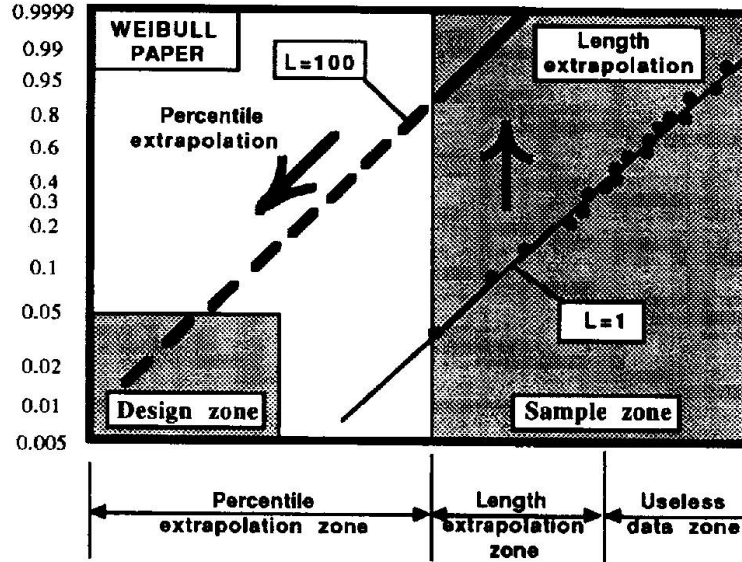 0.9999
0.99
0.95
0.8
0.6
0.4
0.3
0.2
0.1
0.05
0.02
0.01
0.005
WEIBULL
PAPER
L=100
Length
extrapolation
Percentile
extrapolation
L=1
Design zone
Sample zone
Percentile
extrapolation zone
Length
extrapolation
zone
Useless
data zone